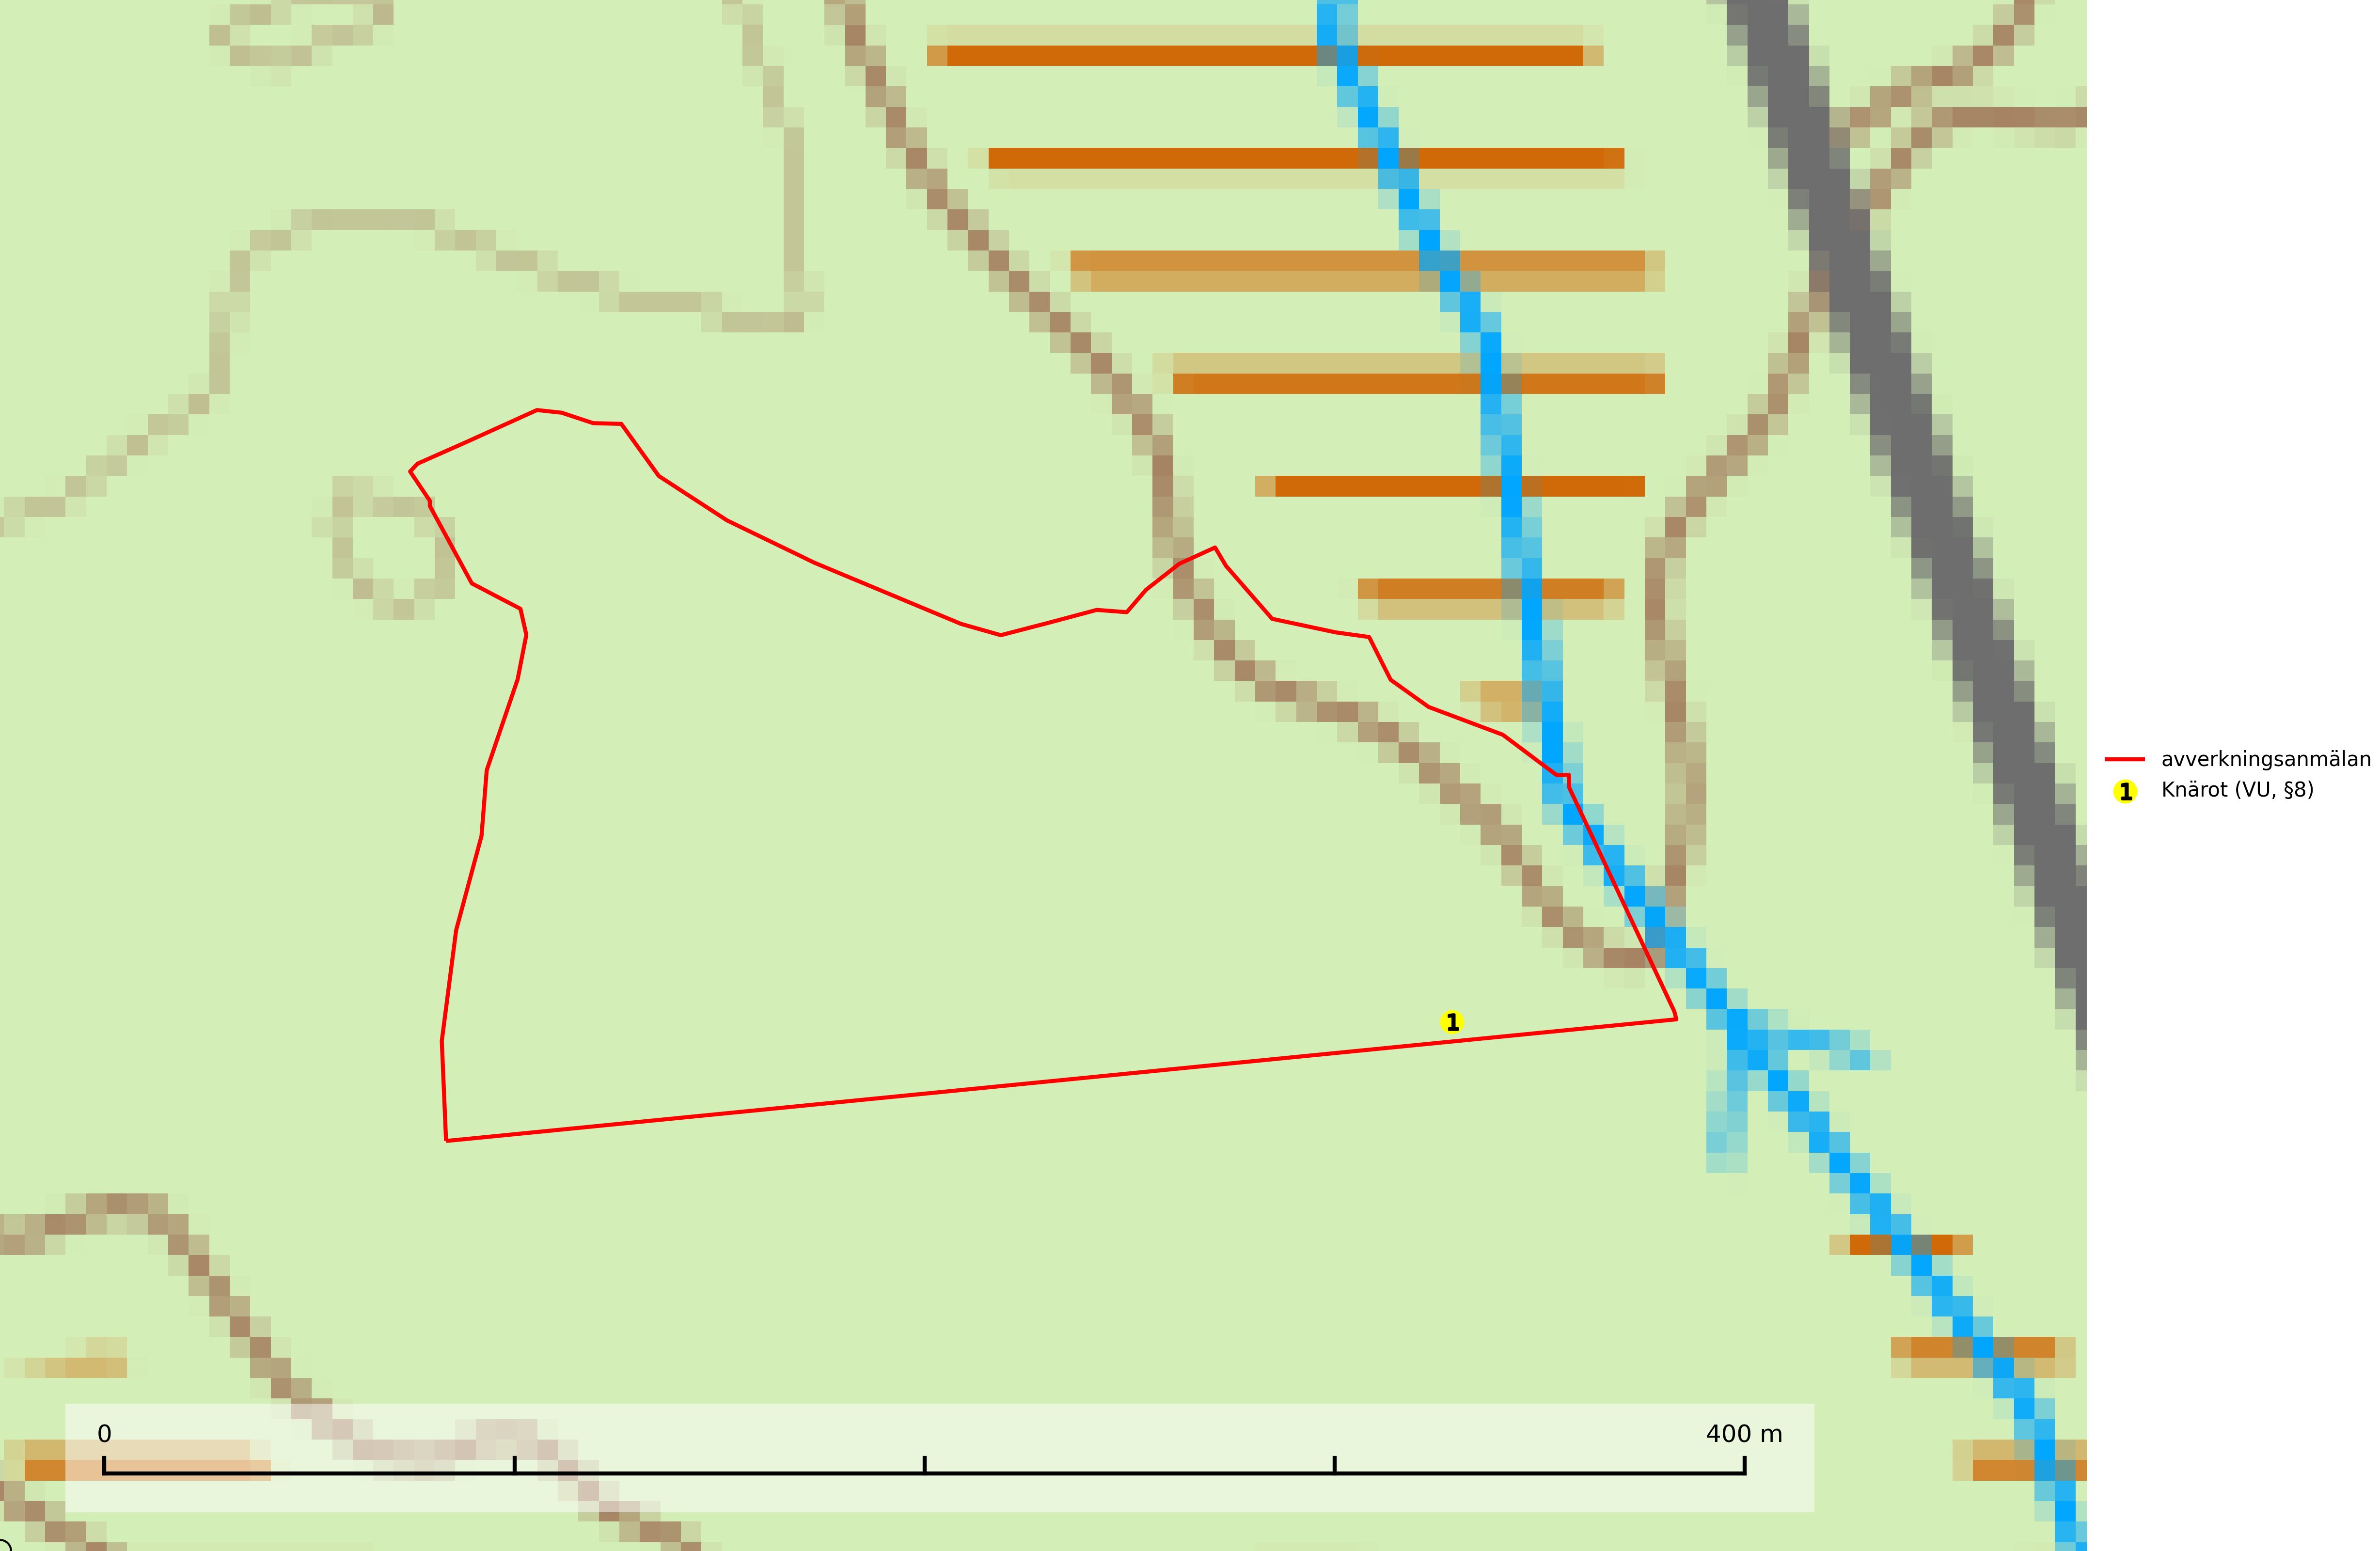 avverkningsanmälan
1 Knärot (VU, §8)
1
0 400 m